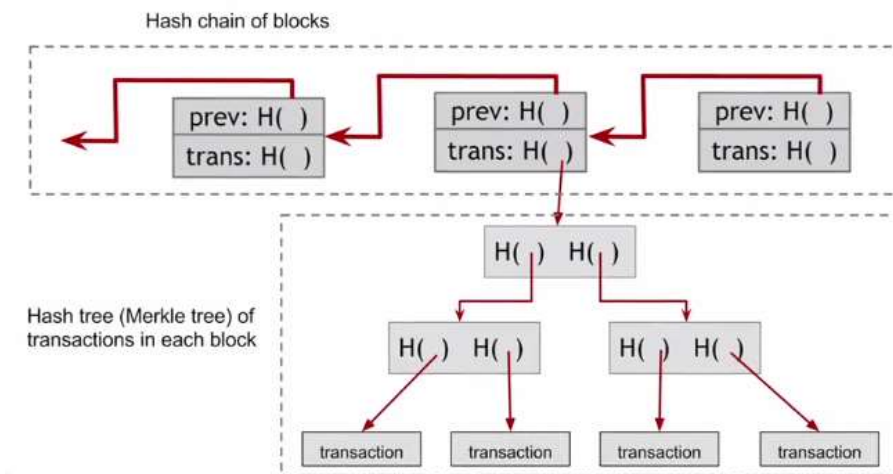 Hash chain of blocks
prev: H( )
trans: H( )
prev: H( )
trans: H( )
prev: H( )
trans: H( )
H( ) H( )
Hash tree (Merkle tree) of
transactions in each block
H( ) H( )
H( ) H( )
transaction
transaction
transaction
transaction